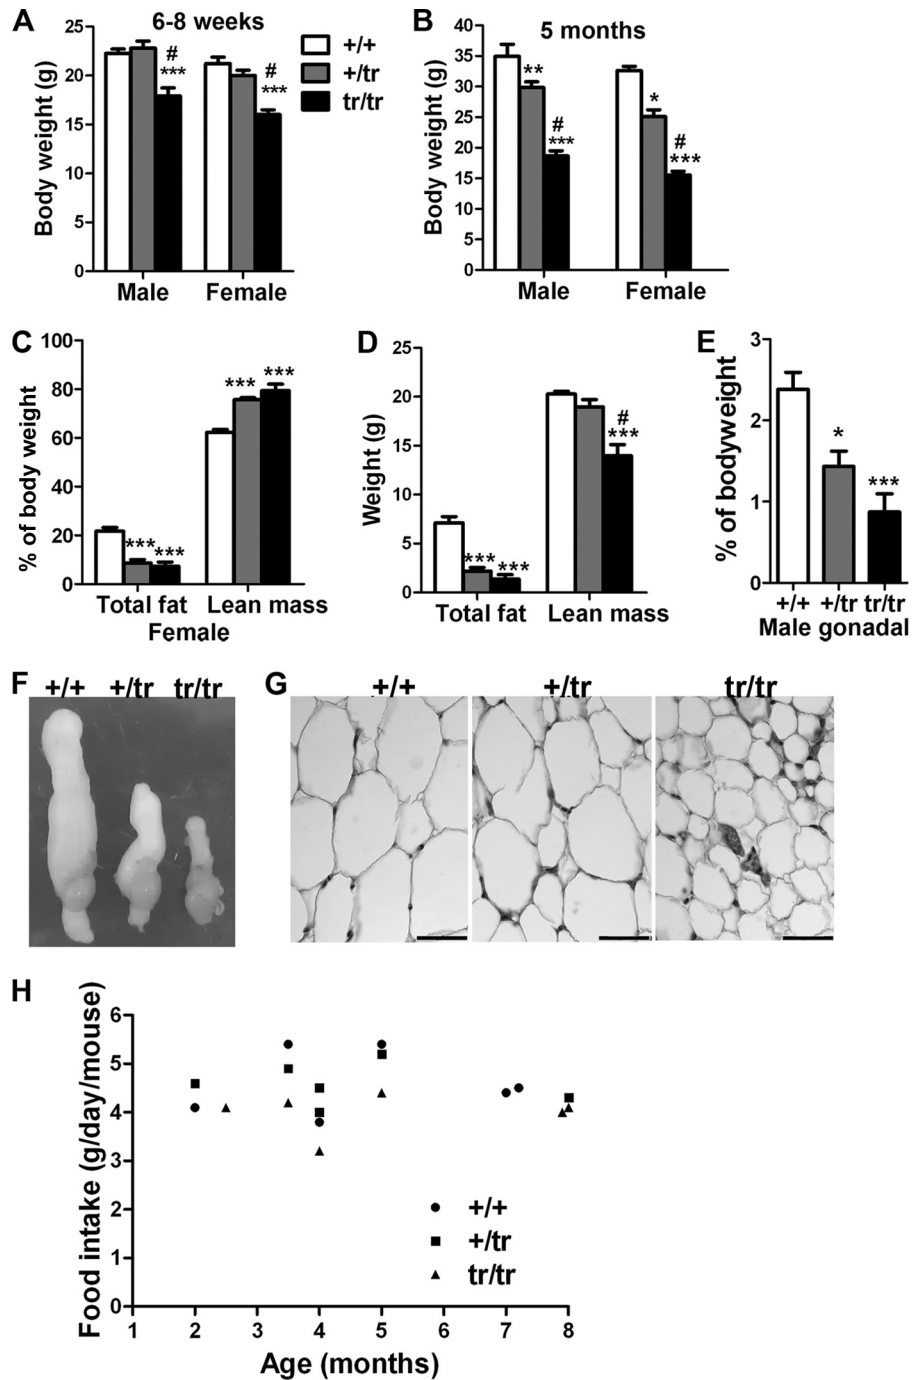 A
6-8 weeks
Body weight (g)
25
20
15
10
5
0
#
***
#
***
Male
Female
+/+
+/tr
tr/tr
B
5 months
Body weight (g)
40
35
30
25
20
15
10
5
0
**
#
***
*
#
***
Male
Female
C
% of body weight
100
80
60
40
20
0
***
***
***
***
Total fat
Lean mass
Female
D
Weight (g)
25
20
15
10
5
0
***
***
#
***
Total fat
Lean mass
E
% of bodyweight
3
2
1
0
*
***
+/+
+/tr
tr/tr
Male gonadal
F
+/+
+/tr
tr/tr
G
+/+
+/tr
tr/tr
H
Food intake (g/day/mouse)
6
5
4
3
2
1
0
+/+
+/tr
tr/tr
1
2
3
4
5
6
7
8
Age (months)